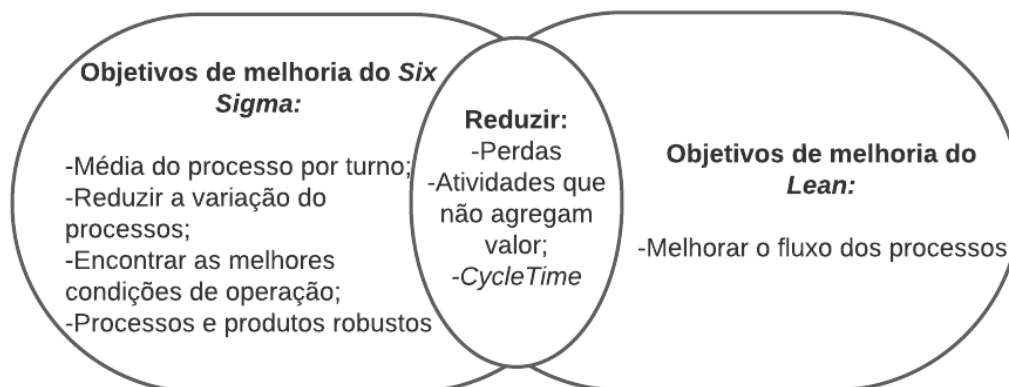 Objetivos de melhoria do Six
Sigma:
-Média do processo por turno;
-Reduzir a variação do
processos;
-Encontrar as melhores
condições de operação;
-Processos e produtos robustos
Reduzir:
-Perdas
-Atividades que
não agregam
valor;
-CycleTime
Objetivos de melhoria do
Lean:
-Melhorar o fluxo dos processos